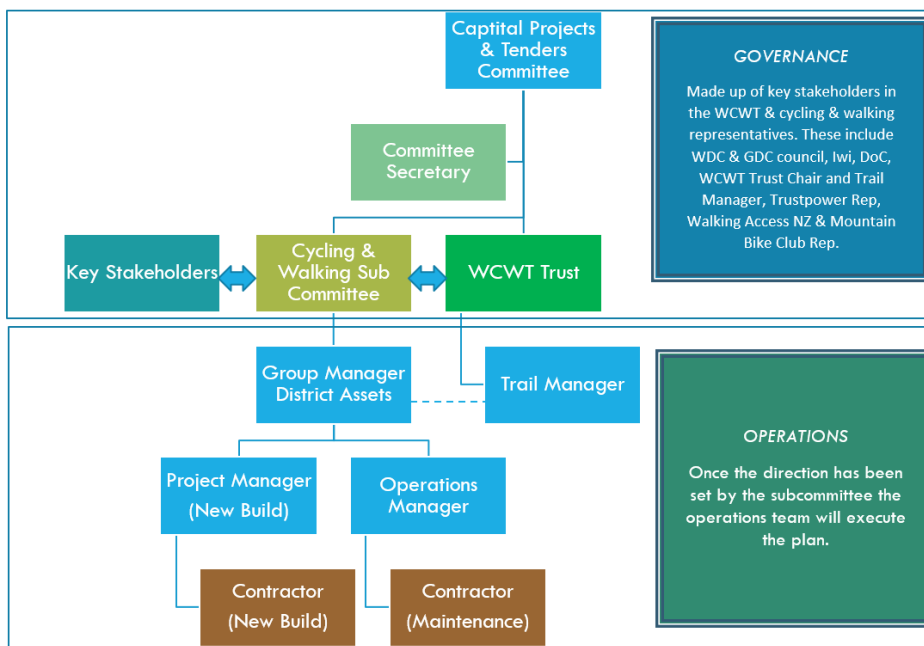 Captital Projects
& Tenders
Committee
Committee
Secretary
Key Stakeholders
Cycling &
Walking Sub
Committee
WCWT Trust
GOVERNANCE
Made up of key stakeholders in
the WCWT & cycling & walking
representatives. These include
WDC & GDC council, Iwi, DoC,
WCWT Trust Chair and Trail
Manager, Trustpower Rep,
Walking Access NZ & Mountain
Bike Club Rep.
Group Manager
District Assets
Trail Manager
Project Manager
(New Build)
Operations
Manager
Contractor
(New Build)
Contractor
(Maintenance)
OPERATIONS
Once the direction has been
set by the subcommittee the
operations team will execute
the plan.